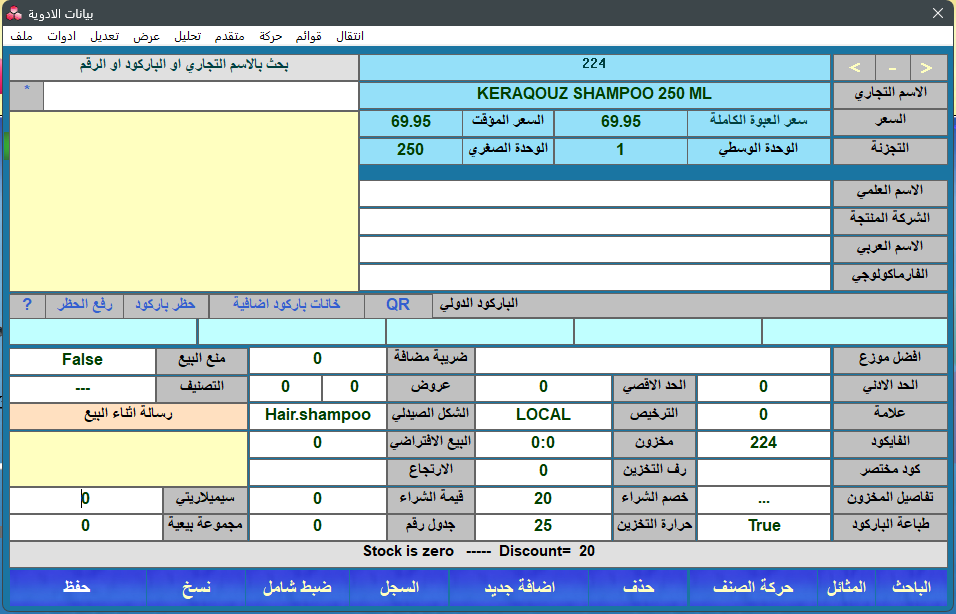 بيانات الادوية
ملف ادوات تعديل عرض تحليل متقدم حركة قوائم انتقال
< - > 224 بحث بالاسم التجاري او الباركود او الرقم
الاسم التجاري KERAQOUZ SHAMPOO 250 ML *
السعر سعر العبوة الكاملة 69.95 السعر المؤقت 69.95
التجزئة الوحدة الوسطي 1 الوحدة الصغري 250
الاسم العلمي
الشركة المنتجة
الاسم العربي
الفارماكولوجي
الباركود الدولي QR خانات باركود اضافية حظر باركود رفع الحظر ?
افضل موزع ضريبة مضافة 0 منع البيع False
الحد الادني 0 الحد الاقصي 0 عروض 0 0 التصنيف ---
علامة 0 الترخيص LOCAL الشكل الصيدلي Hair.shampoo رسالة اثناء البيع
الفايكود 224 مخزون 0:0 البيع الافتراضي 0
كود مختصر رف التخزين 0 الارتجاع
تفاصيل المخزون ... خصم الشراء 20 قيمة الشراء 0 سيميلاريتي 0
طباعة الباركود True حرارة التخزين 25 جدول رقم 0 مجموعة بيعية 0
Stock is zero ----- Discount= 20
الباحث المثائل حركة الصنف حذف اضافة جديد السجل ضبط شامل نسخ حفظ